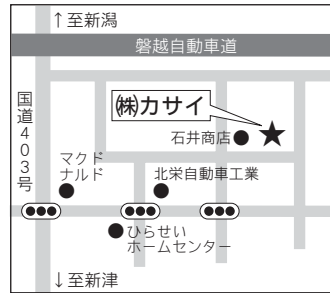 ↑至新潟
磐越自動車道
国道403号
㈱カサイ
石井商店
マクド
ナルド
北栄自動車工業
ひらせい
ホームセンター
↓至新津